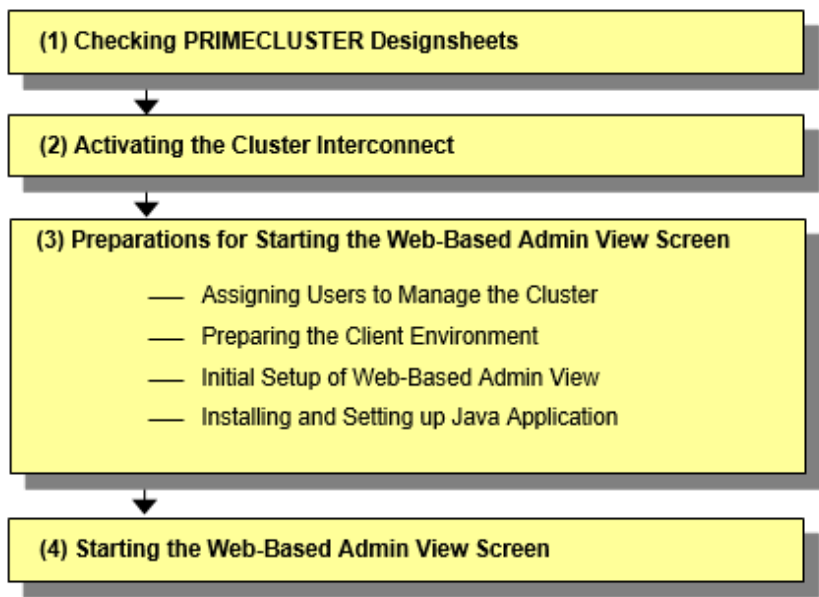 (1) Checking PRIMECLUSTER Designsheets
(2) Activating the Cluster Interconnect
(3) Preparations for Starting the Web-Based Admin View Screen
— Assigning Users to Manage the Cluster
— Preparing the Client Environment
— Initial Setup of Web-Based Admin View
— Installing and Setting up Java Application
(4) Starting the Web-Based Admin View Screen